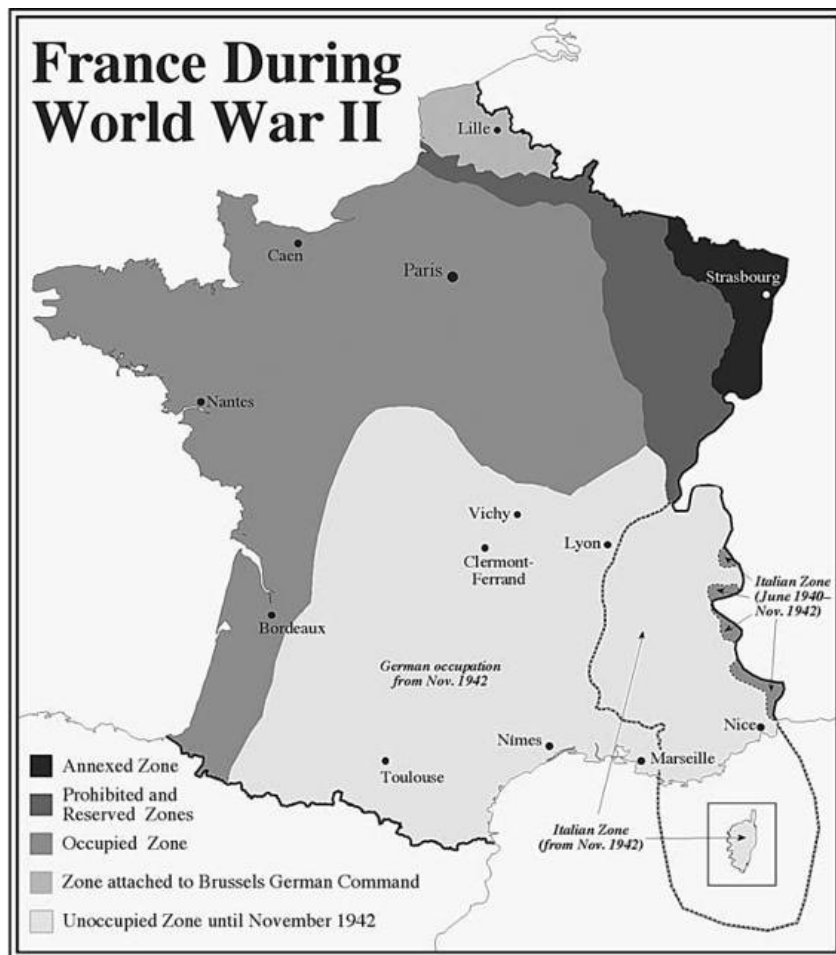 France During
World War II
Lille
Caen
Paris
Strasbourg
Nantes
Vichy
Clermont-
Ferrand
Lyon
Italian Zone
(June 1940–
Nov. 1942)
Bordeaux
German occupation
from Nov. 1942
Nice
Nîmes
Marseille
Toulouse
Italian Zone
(from Nov. 1942)
Annexed Zone
Prohibited and
Reserved Zones
Occupied Zone
Zone attached to Brussels German Command
Unoccupied Zone until November 1942